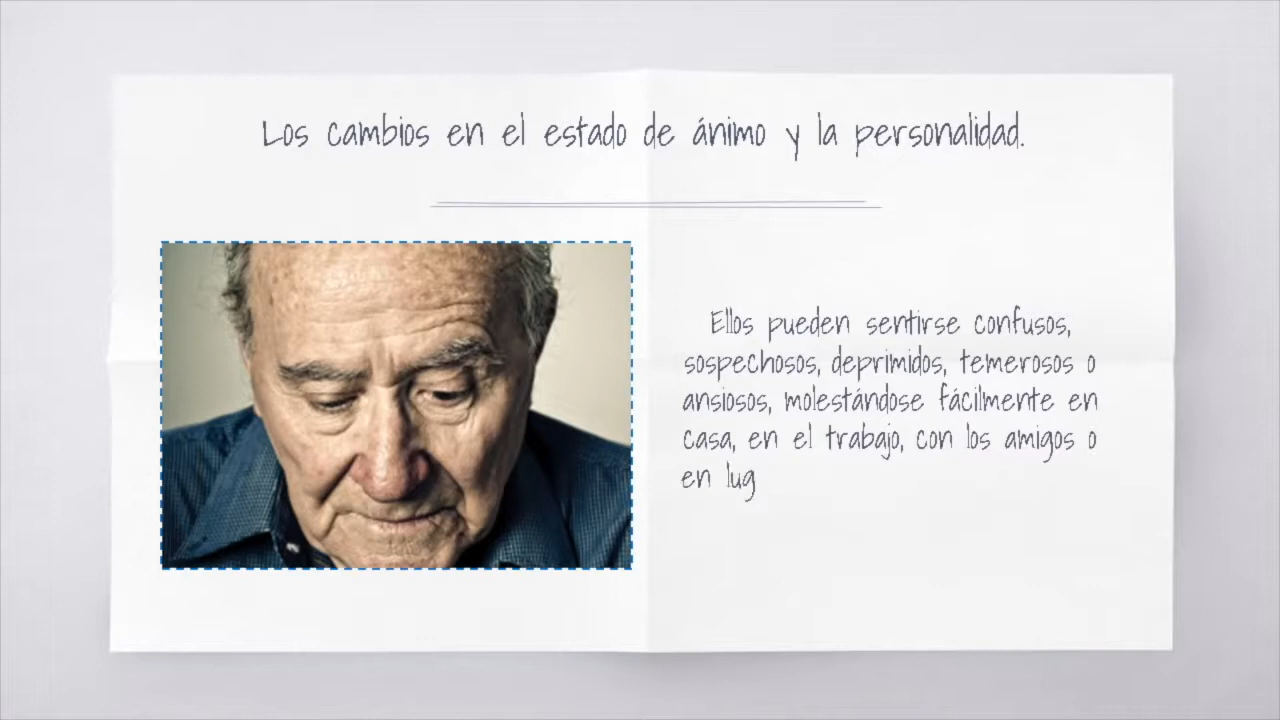 Los cambios en el estado de ánimo y la personalidad.
Ellos pueden sentirse confusos,
sospechosos, deprimidos, temerosos o
ansiosos, molestándose fácilmente en
casa, en el trabajo, con los amigos o
en lug